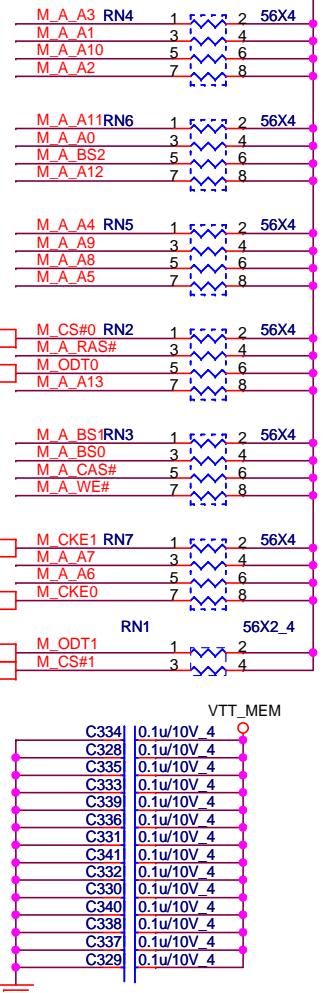 M_A_A3 RN4 1 2 56X4
M_A_A1 3 4
M_A_A10 5 6
M_A_A2 7 8
M_A_A11 RN6 1 2 56X4
M_A_A0 3 4
M_A_BS2 5 6
M_A_A12 7 8
M_A_A4 RN5 1 2 56X4
M_A_A9 3 4
M_A_A8 5 6
M_A_A5 7 8
M_CS#0 RN2 1 2 56X4
M_A_RAS# 3 4
M_ODT0 5 6
M_A_A13 7 8
M_A_BS1 RN3 1 2 56X4
M_A_BS0 3 4
M_A_CAS# 5 6
M_A_WE# 7 8
M_CKE1 RN7 1 2 56X4
M_A_A7 3 4
M_A_A6 5 6
M_CKE0 7 8
RN1 56X2_4
M_ODT1 1 2
M_CS#1 3 4
VTT_MEM
C334 0.1u/10V_4
C328 0.1u/10V_4
C335 0.1u/10V_4
C333 0.1u/10V_4
C339 0.1u/10V_4
C336 0.1u/10V_4
C331 0.1u/10V_4
C341 0.1u/10V_4
C332 0.1u/10V_4
C330 0.1u/10V_4
C340 0.1u/10V_4
C338 0.1u/10V_4
C337 0.1u/10V_4
C329 0.1u/10V_4